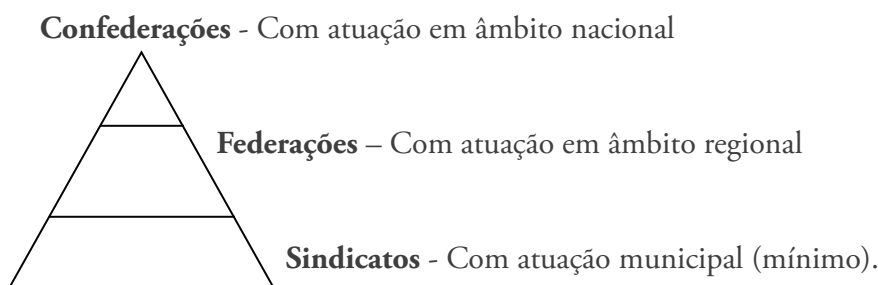 Confederações - Com atuação em âmbito nacional
Federações – Com atuação em âmbito regional
Sindicatos - Com atuação municipal (mínimo).